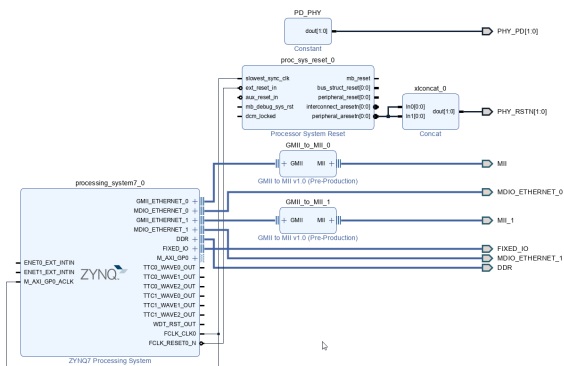 PD_PHY
dout[1:0]
PHY_PD[1:0]
Constant
proc_sys_reset_0
slowest_sync_clk
mb_reset
ext_reset_in
bus_struct_reset[0:0]
aux_reset_in
peripheral_reset[0:0]
mb_debug_sys_rst
interconnect_aresetn[0:0]
dcm_locked
peripheral_aresetn[0:0]
Processor System Reset
xlconcat_0
In0[0:0]
In1[0:0]
dout[1:0]
Concat
PHY_RSTN[1:0]
GMII_to_MII_0
GMII
MII
MII
GMII to MII v1.0 (Pre-Production)
MDIO_ETHERNET_0
GMII_to_MII_1
GMII
MII
MII_1
GMII to MII v1.0 (Pre-Production)
FIXED_IO
MDIO_ETHERNET_1
DDR
processing_system7_0
GMII_ETHERNET_0
MDIO_ETHERNET_0
GMII_ETHERNET_1
MDIO_ETHERNET_1
DDR
FIXED_IO
M_AXI_GP0
ENET0_EXT_INTIN
TTC0_WAVE0_OUT
ENET1_EXT_INTIN
ZYNQ
TTC0_WAVE1_OUT
M_AXI_GP0_ACLK
TTC0_WAVE2_OUT
TTC1_WAVE0_OUT
TTC1_WAVE1_OUT
TTC1_WAVE2_OUT
WDT_RST_OUT
FCLK_CLK0
FCLK_RESET0_N
ZYNQ7 Processing System